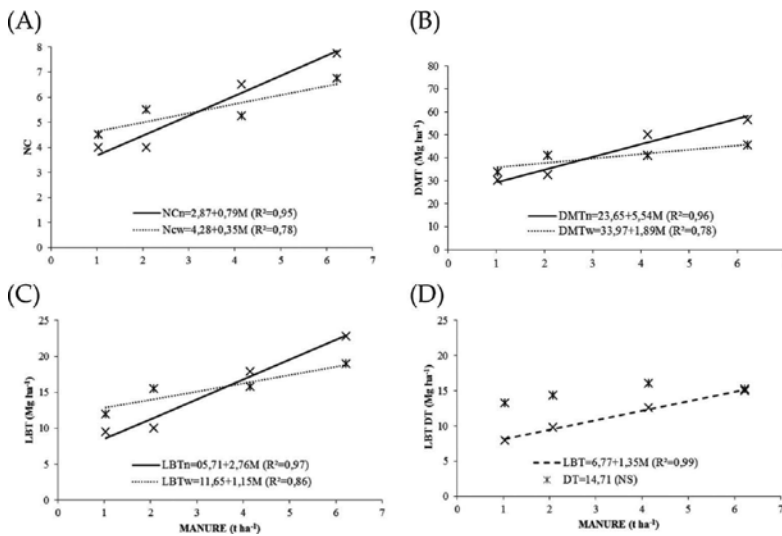 (A)
8
7
6
5
4
3
2
1
0
NC
NCn=2,87+0,79M (R²=0,95)
Ncw=4,28+0,35M (R²=0,78)
0 1 2 3 4 5 6 7
(B)
80
70
60
50
40
30
20
10
0
DMT (Mg ha⁻¹)
DMTn=23,65+5,54M (R²=0,96)
DMTw=33,97+1,89M (R²=0,78)
0 1 2 3 4 5 6
(C)
25
20
15
10
5
0
LBT (Mg ha⁻¹)
LBTn=05,71+2,76M (R²=0,97)
LBTw=11,65+1,15M (R²=0,86)
0 1 2 3 4 5 6 7
MANURE (t ha⁻¹)
(D)
25
20
15
10
5
0
LBT DT (Mg ha⁻¹)
LBT=6,77+1,35M (R²=0,99)
DT=14,71 (NS)
0 1 2 3 4 5 6 7
MANURE (t ha⁻¹)